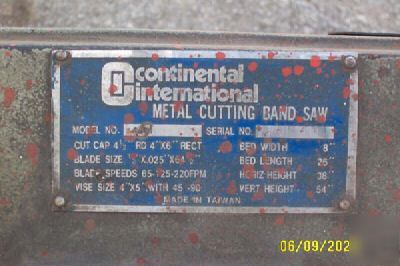 continental
international
METAL CUTTING BAND SAW
MODEL NO. SERIAL NO.
CUT CAP 4½ RD 4"X6" RECT BED WIDTH 8"
BLADE SIZE X.025"X64 BED LENGTH 26"
BLADE SPEEDS 65-125-220FPM HORIZ HEIGHT 38"
VISE SIZE 4"X5" WITH 45-90 VERT HEIGHT 64"
MADE IN TAIWAN
06/09/202